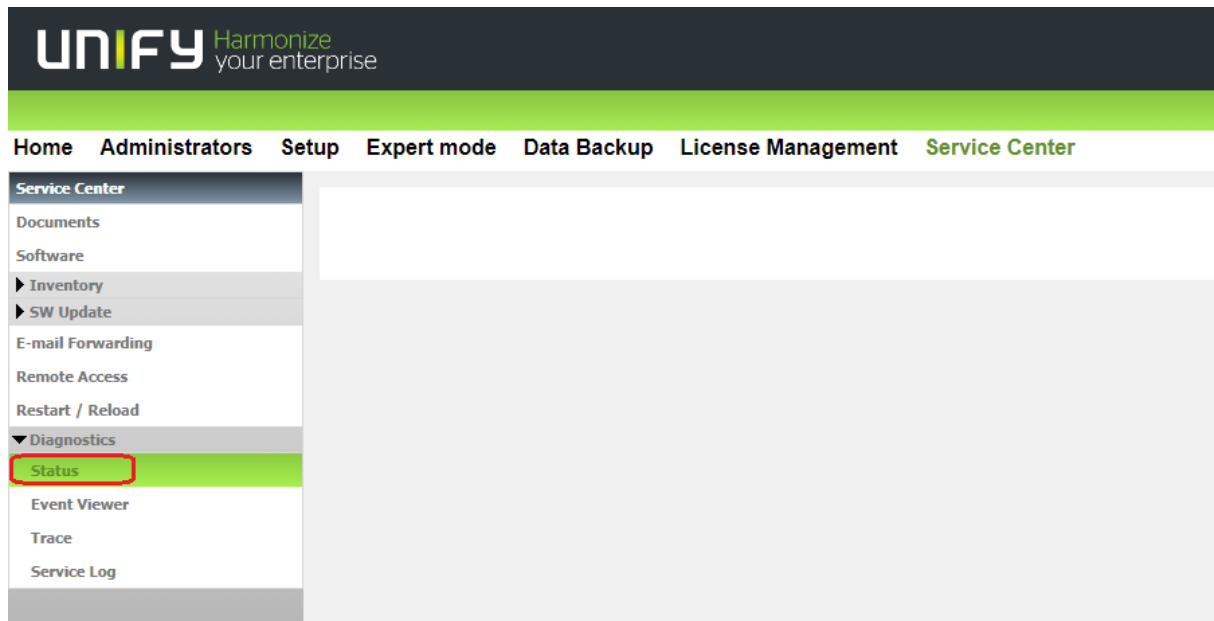 UNIFY Harmonize
your enterprise
Home Administrators Setup Expert mode Data Backup License Management Service Center
Service Center
Documents
Software
Inventory
SW Update
E-mail Forwarding
Remote Access
Restart / Reload
Diagnostics
Status
Event Viewer
Trace
Service Log